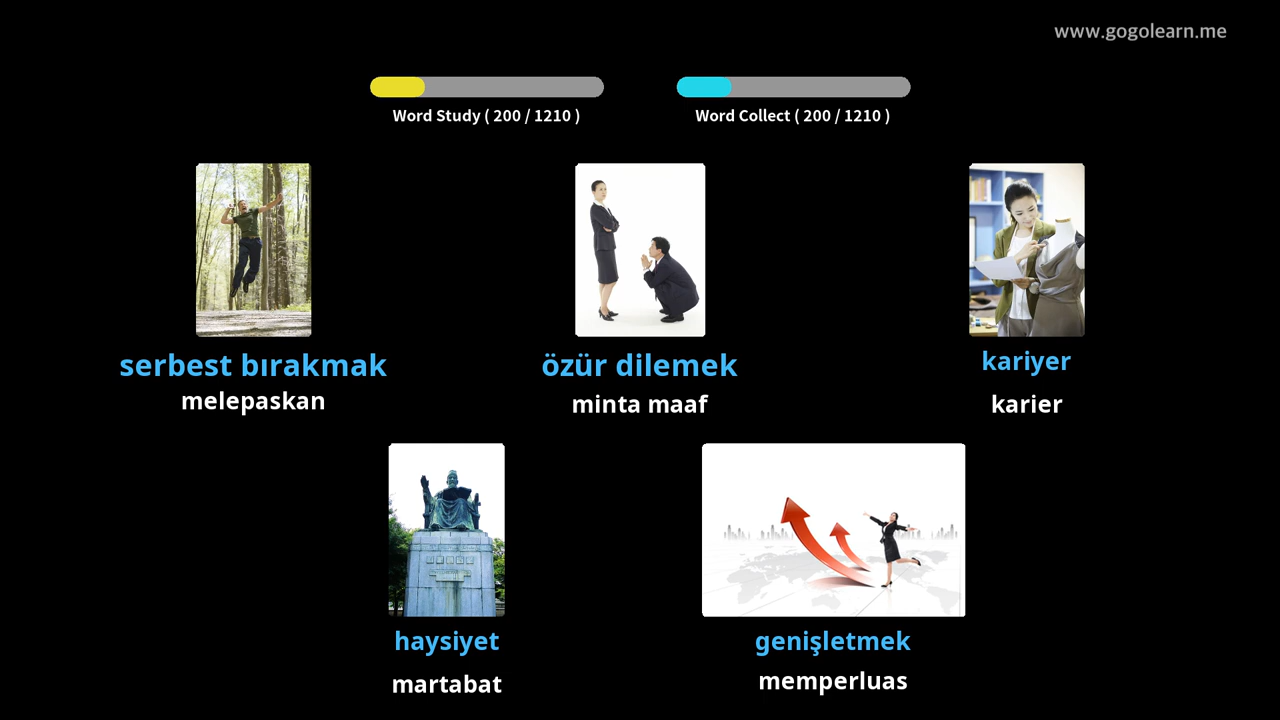 www.gogolearn.me
Word Study ( 200 / 1210 )
Word Collect ( 200 / 1210 )
serbest bırakmak
melepaskan
özür dilemek
minta maaf
kariyer
karier
haysiyet
martabat
genişletmek
memperluas